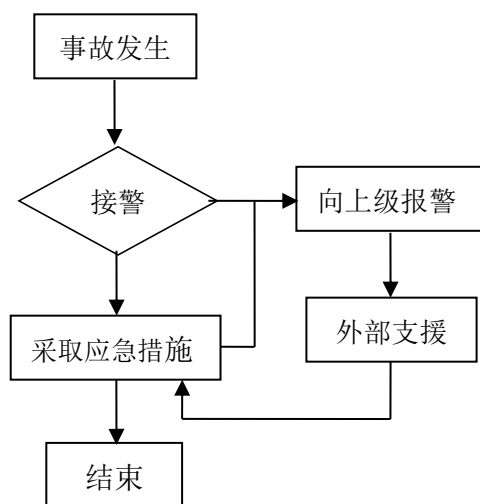 事故发生
接警
向上级报警
采取应急措施
外部支援
结束